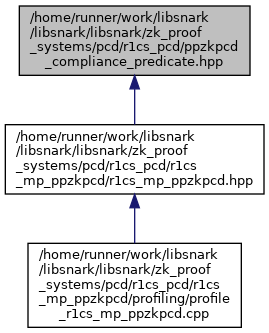 /home/runner/work/libsnark
/libsnark/libsnark/zk_proof
_systems/pcd/r1cs_pcd/ppzkpcd
_compliance_predicate.hpp
/home/runner/work/libsnark
/libsnark/libsnark/zk_proof
_systems/pcd/r1cs_pcd/r1cs
_mp_ppzkpcd/r1cs_mp_ppzkpcd.hpp
/home/runner/work/libsnark
/libsnark/libsnark/zk_proof
_systems/pcd/r1cs_pcd/r1cs
_mp_ppzkpcd/profiling/profile
_r1cs_mp_ppzkpcd.cpp